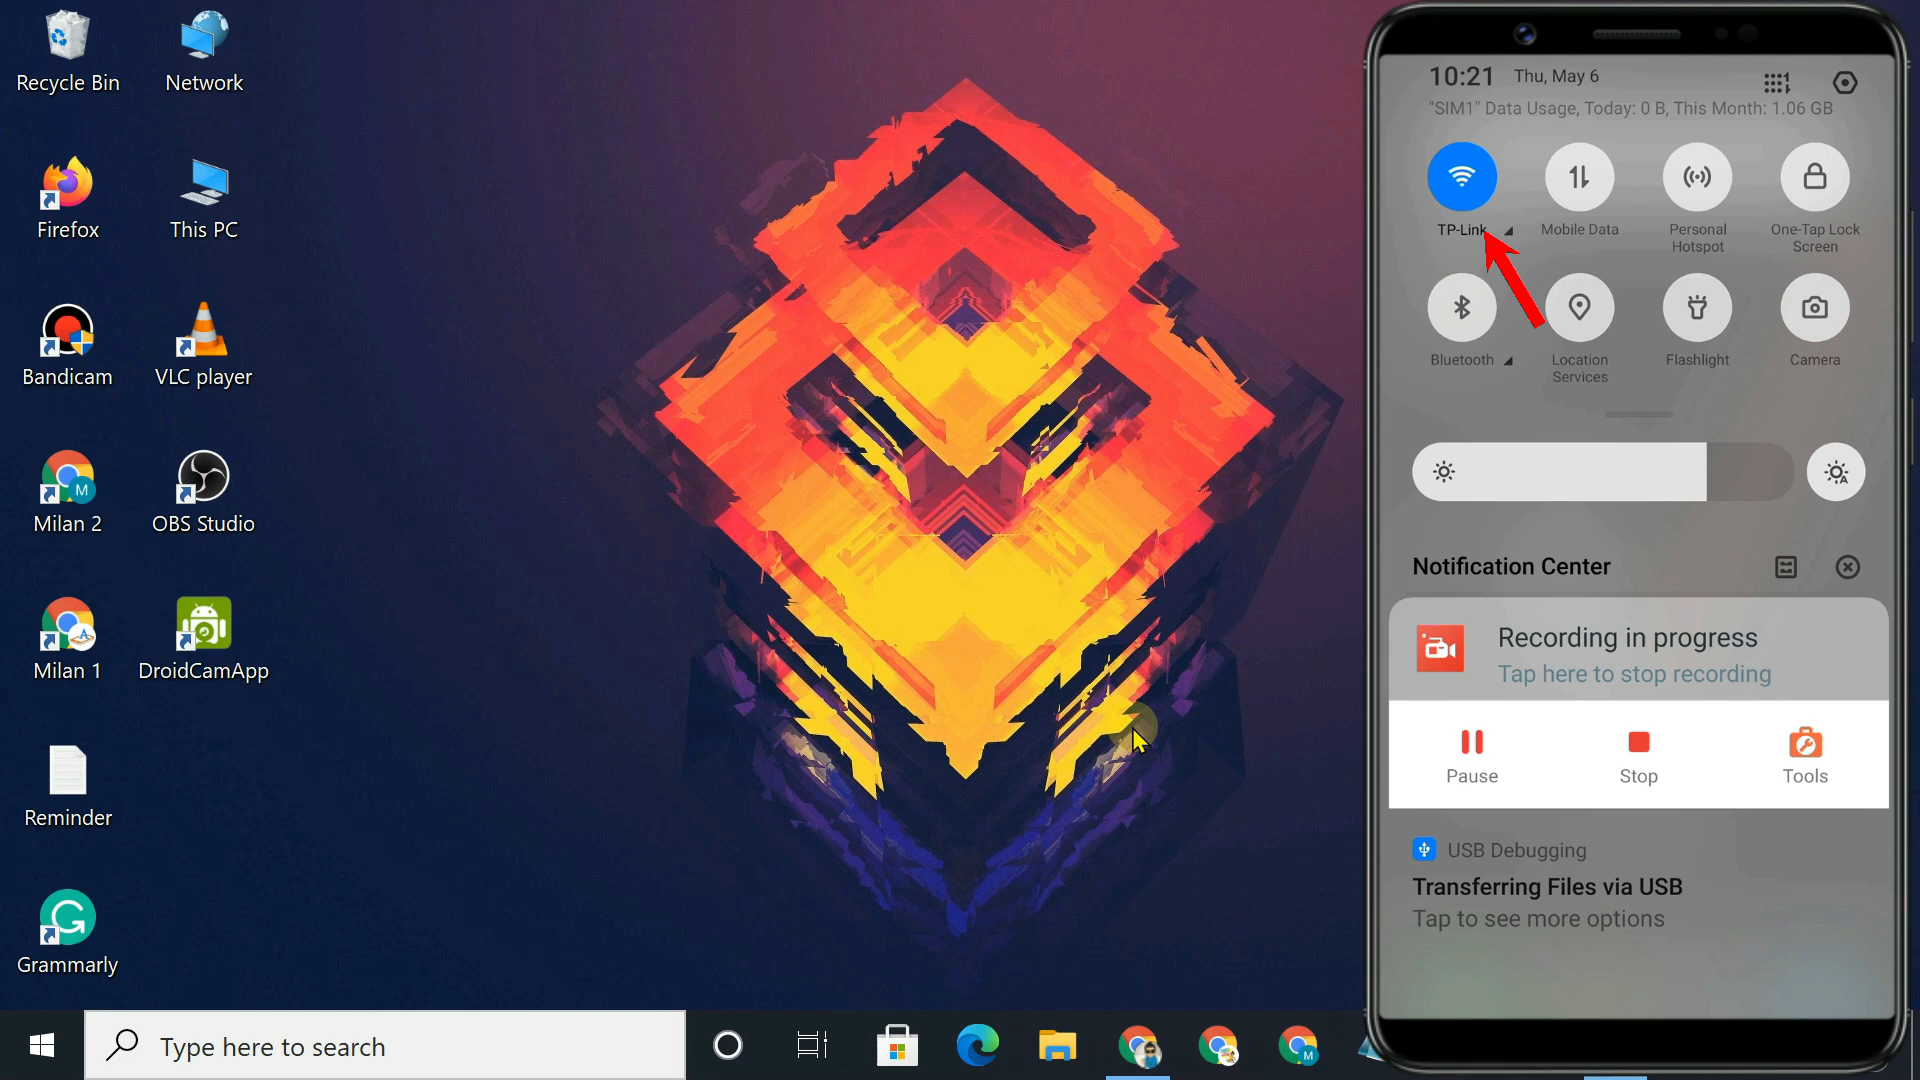 Recycle Bin
Network
Firefox
This PC
Bandicam
VLC player
Milan 2
OBS Studio
M
Milan 1
DroidCamApp
Reminder
Grammarly
Type here to search
M
10:21 Thu, May 6
"SIM1" Data Usage, Today: 0 B, This Month: 1.06 GB
TP-Link
Mobile Data
Personal
Hotspot
One-Tap Lock
Screen
Bluetooth
Location
Services
Flashlight
Camera
A
Notification Center
Recording in progress
Tap here to stop recording
Pause
Stop
Tools
USB Debugging
Transferring Files via USB
Tap to see more options